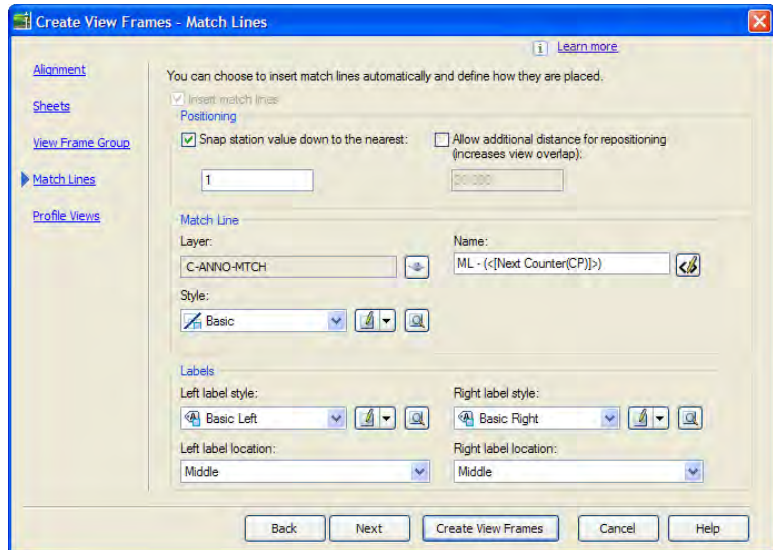 Create View Frames - Match Lines
Learn more
Alignment
Sheets
View Frame Group
Match Lines
Profile Views
You can choose to insert match lines automatically and define how they are placed.
Insert match lines
Positioning
Snap station value down to the nearest:
Allow additional distance for repositioning
(increases view overlap):
1
Match Line
Layer:
Name:
C-ANNO-MTCH
ML - (<[Next Counter(CP)]>)
Style:
Basic
Labels
Left label style:
Right label style:
Basic Left
Basic Right
Left label location:
Right label location:
Middle
Middle
Back
Next
Create View Frames
Cancel
Help